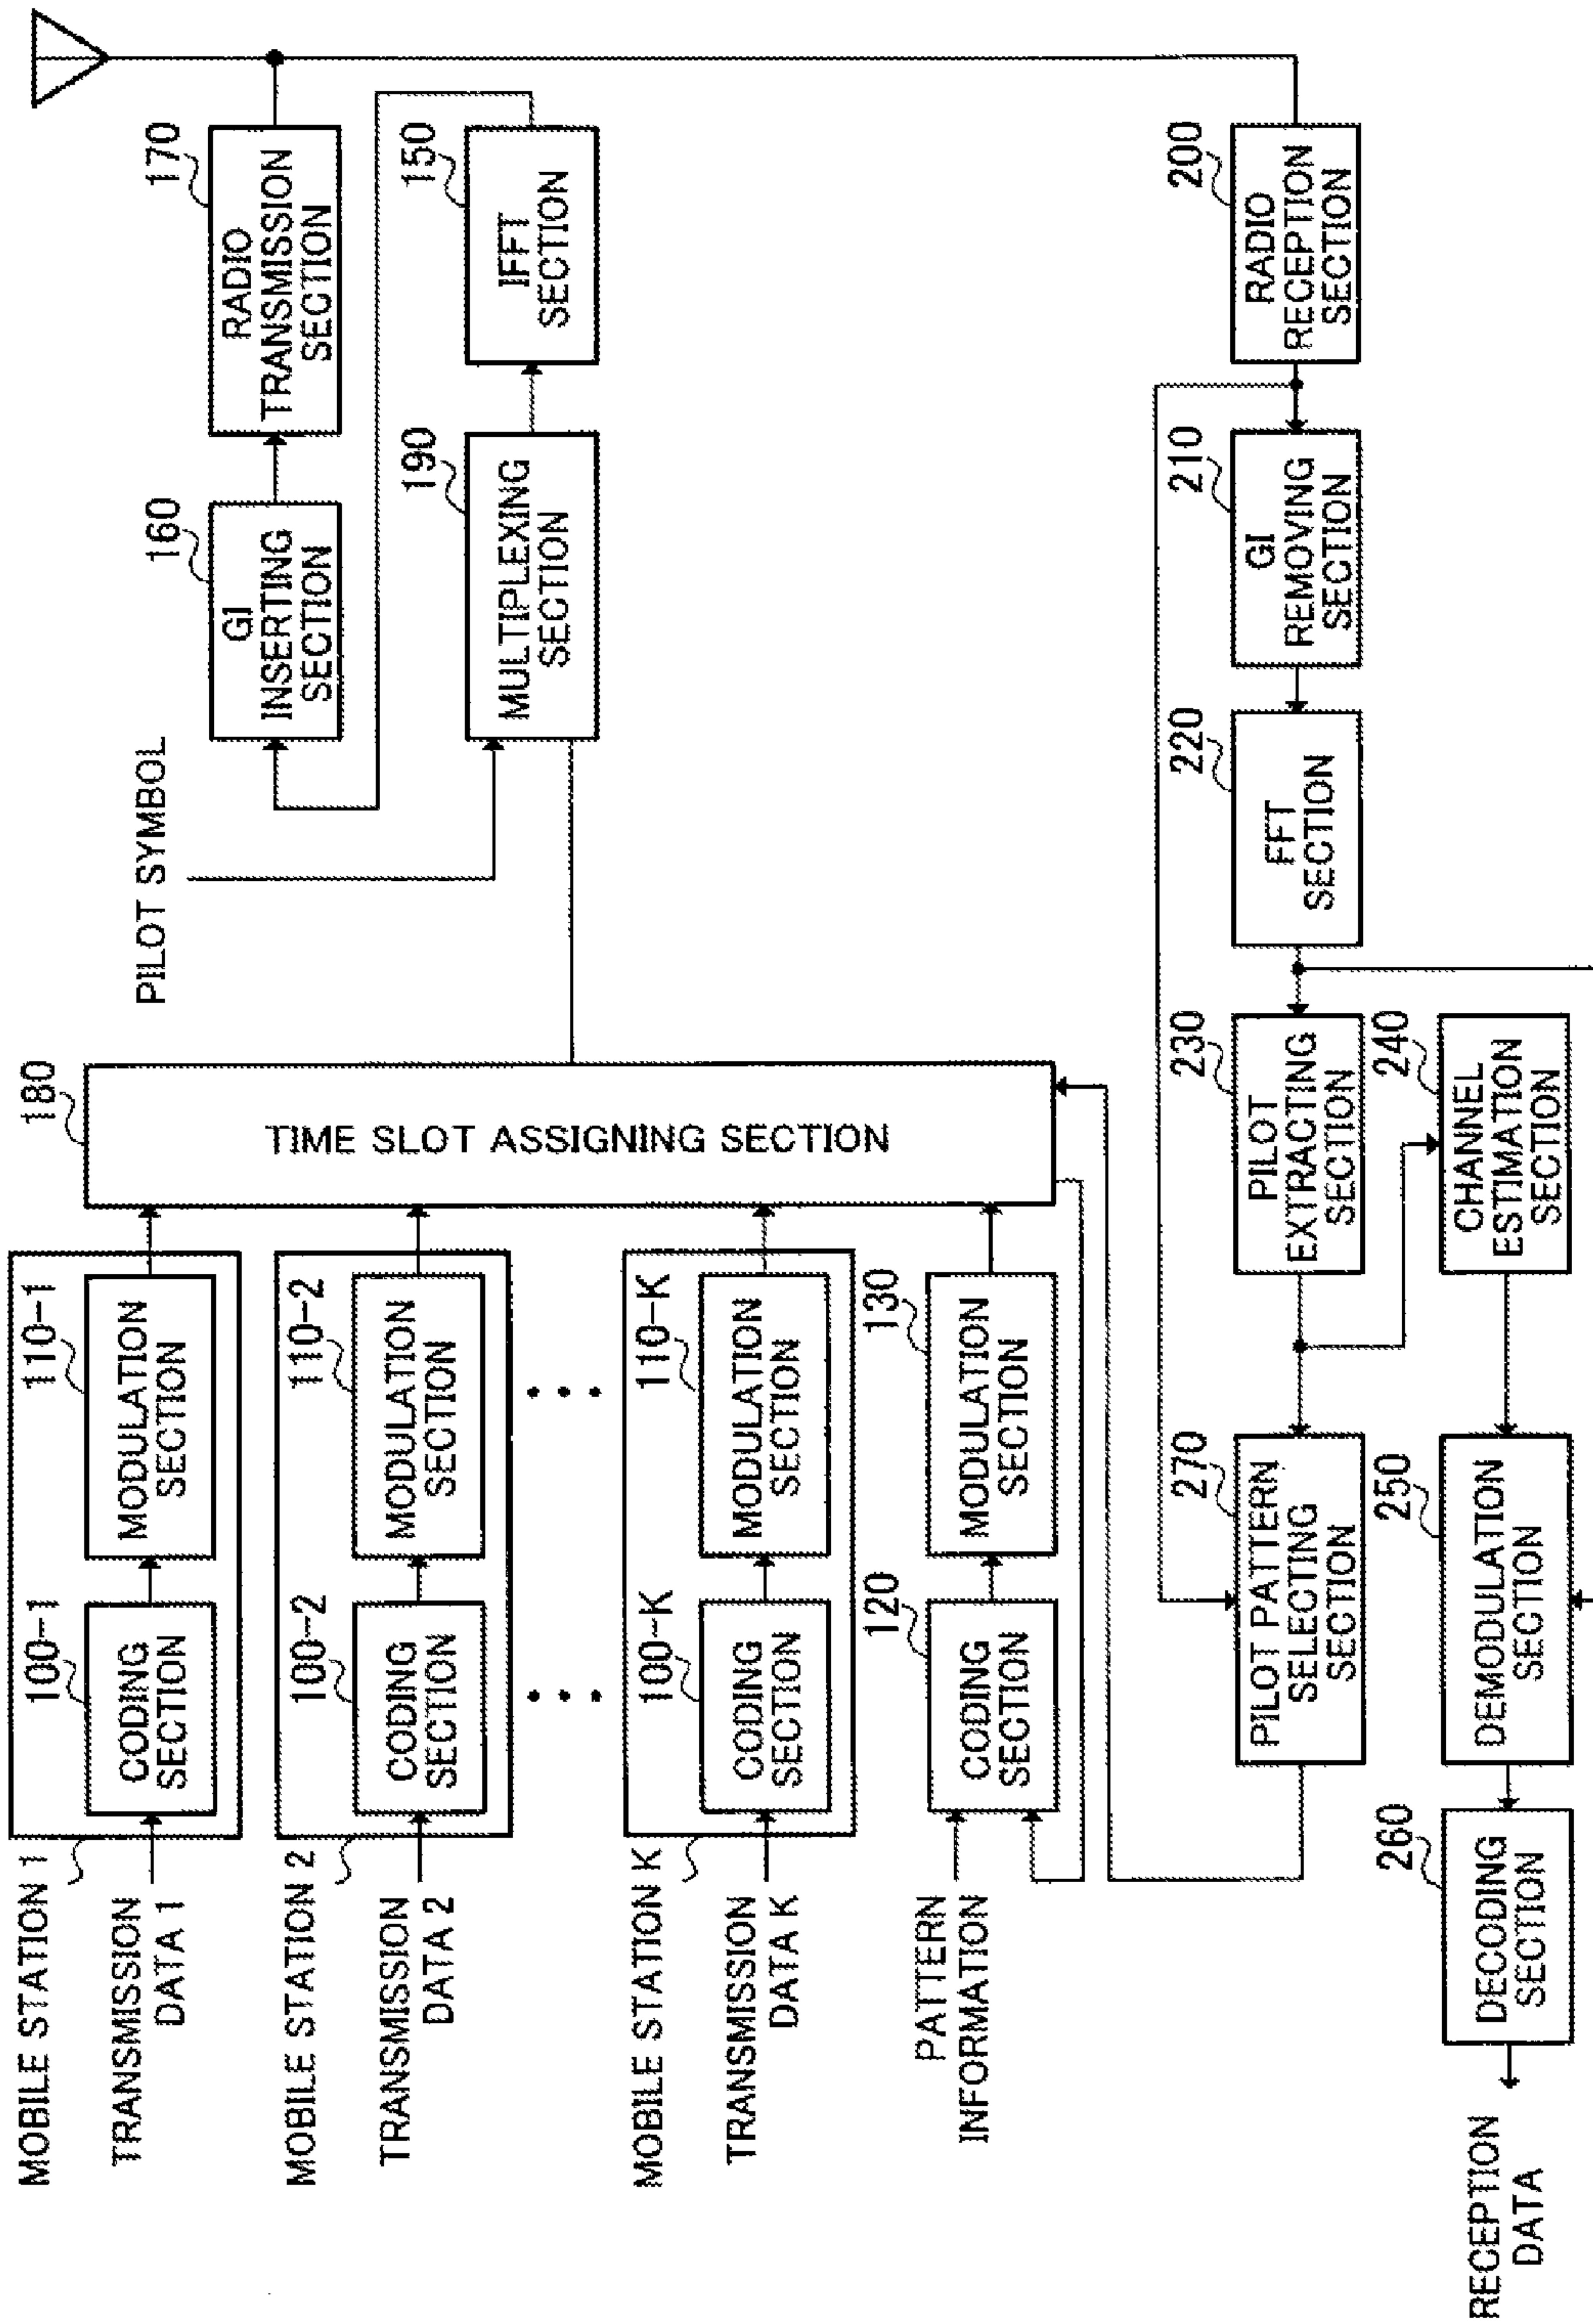 MOBILE STATION 1
100-1
110-1
CODING
SECTION
MODULATION
SECTION
TRANSMISSION
DATA 1
MOBILE STATION 2
100-2
110-2
CODING
SECTION
MODULATION
SECTION
TRANSMISSION
DATA 2
MOBILE STATION K
100-K
110-K
CODING
SECTION
MODULATION
SECTION
TRANSMISSION
DATA K
120
130
CODING
SECTION
MODULATION
SECTION
PATTERN
INFORMATION
180
TIME SLOT ASSIGNING SECTION
PILOT SYMBOL
160
GI
INSERTING
SECTION
170
RADIO
TRANSMISSION
SECTION
190
MULTIPLEXING
SECTION
150
IFFT
SECTION
270
PILOT PATTERN
SELECTING
SECTION
230
PILOT
EXTRACTING
SECTION
220
FFT
SECTION
210
GI
REMOVING
SECTION
200
RADIO
RECEPTION
SECTION
260
DECODING
SECTION
250
DEMODULATION
SECTION
240
CHANNEL
ESTIMATION
SECTION
RECEPTION
DATA